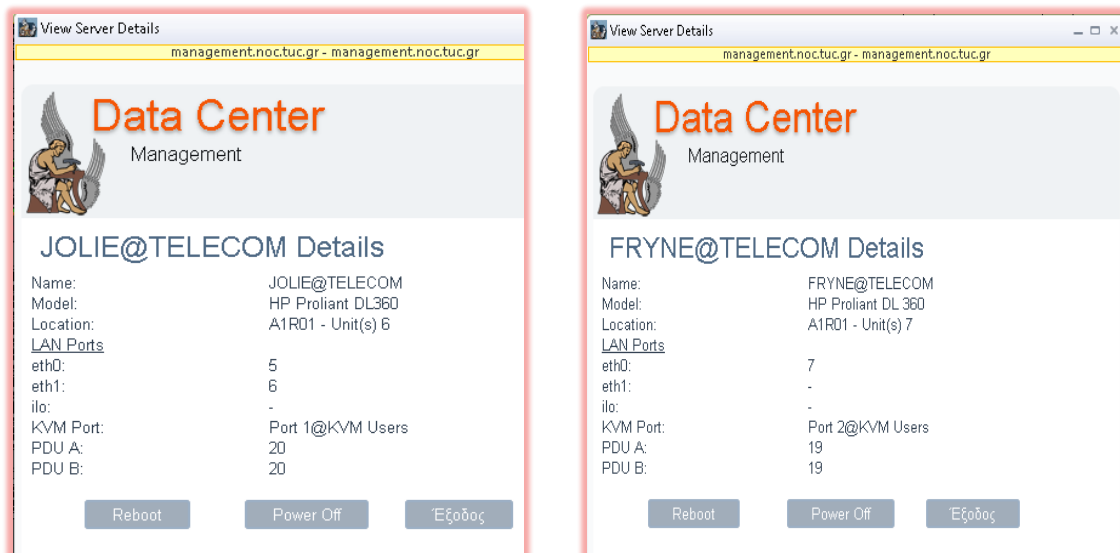 View Server Details
management.noc.tuc.gr - management.noc.tuc.gr
Data Center
Management
JOLIE@TELECOM Details
Name: JOLIE@TELECOM
Model: HP Proliant DL360
Location: A1R01 - Unit(s) 6
LAN Ports
eth0: 5
eth1: 6
ilo: -
KVM Port: Port 1@KVM Users
PDU A: 20
PDU B: 20
Reboot Power Off Έξοδος
View Server Details
management.noc.tuc.gr - management.noc.tuc.gr
Data Center
Management
FRYNE@TELECOM Details
Name: FRYNE@TELECOM
Model: HP Proliant DL 360
Location: A1R01 - Unit(s) 7
LAN Ports
eth0: 7
eth1: -
ilo: -
KVM Port: Port 2@KVM Users
PDU A: 19
PDU B: 19
Reboot Power Off Έξοδος